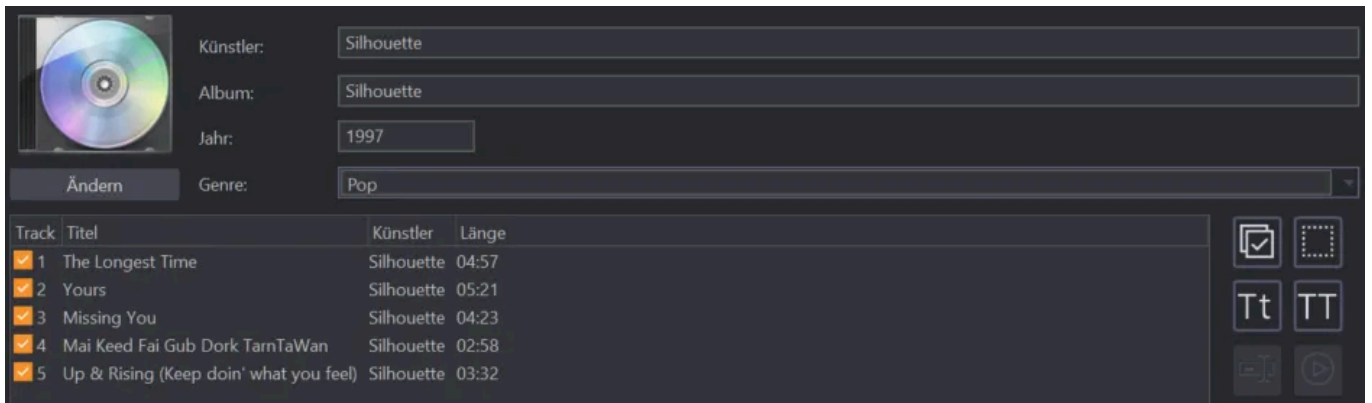 Künstler: Silhouette
Album: Silhouette
Jahr: 1997
Ändern Genre: Pop
Track Titel Künstler Länge
1 The Longest Time Silhouette 04:57
2 Yours Silhouette 05:21
3 Missing You Silhouette 04:23
4 Mai Keed Fai Gub Dork TarnTaWan Silhouette 02:58
5 Up & Rising (Keep doin' what you feel) Silhouette 03:32
Tt TT